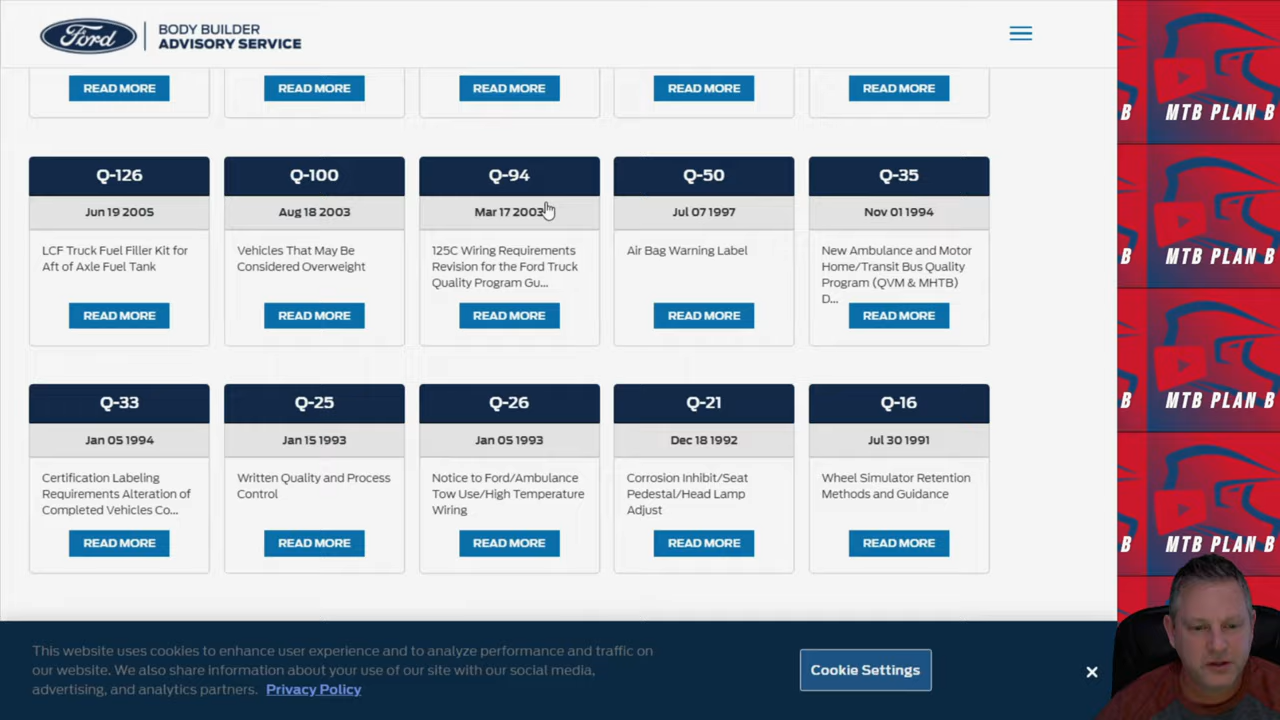 Ford
BODY BUILDER
ADVISORY SERVICE
READ MORE
READ MORE
READ MORE
READ MORE
READ MORE
Q-126
Jun 19 2005
LCF Truck Fuel Filler Kit for
Aft of Axle Fuel Tank
READ MORE
Q-100
Aug 18 2003
Vehicles That May Be
Considered Overweight
READ MORE
Q-94
Mar 17 2003
125C Wiring Requirements
Revision for the Ford Truck
Quality Program Gu...
READ MORE
Q-50
Jul 07 1997
Air Bag Warning Label
READ MORE
Q-35
Nov 01 1994
New Ambulance and Motor
Home/Transit Bus Quality
Program (QVM & MHTB)
D...
READ MORE
Q-33
Jan 05 1994
Certification Labeling
Requirements Alteration of
Completed Vehicles Co...
READ MORE
Q-25
Jan 15 1993
Written Quality and Process
Control
READ MORE
Q-26
Jan 05 1993
Notice to Ford/Ambulance
Tow Use/High Temperature
Wiring
READ MORE
Q-21
Dec 18 1992
Corrosion Inhibit/Seat
Pedestal/Head Lamp
Adjust
READ MORE
Q-16
Jul 30 1991
Wheel Simulator Retention
Methods and Guidance
READ MORE
This website uses cookies to enhance user experience and to analyze performance and traffic on
our website. We also share information about your use of our site with our social media,
advertising, and analytics partners. Privacy Policy
Cookie Settings
B MTB PLAN B
B MTB PLAN B
B MTB PLAN B
B MTB PLAN B